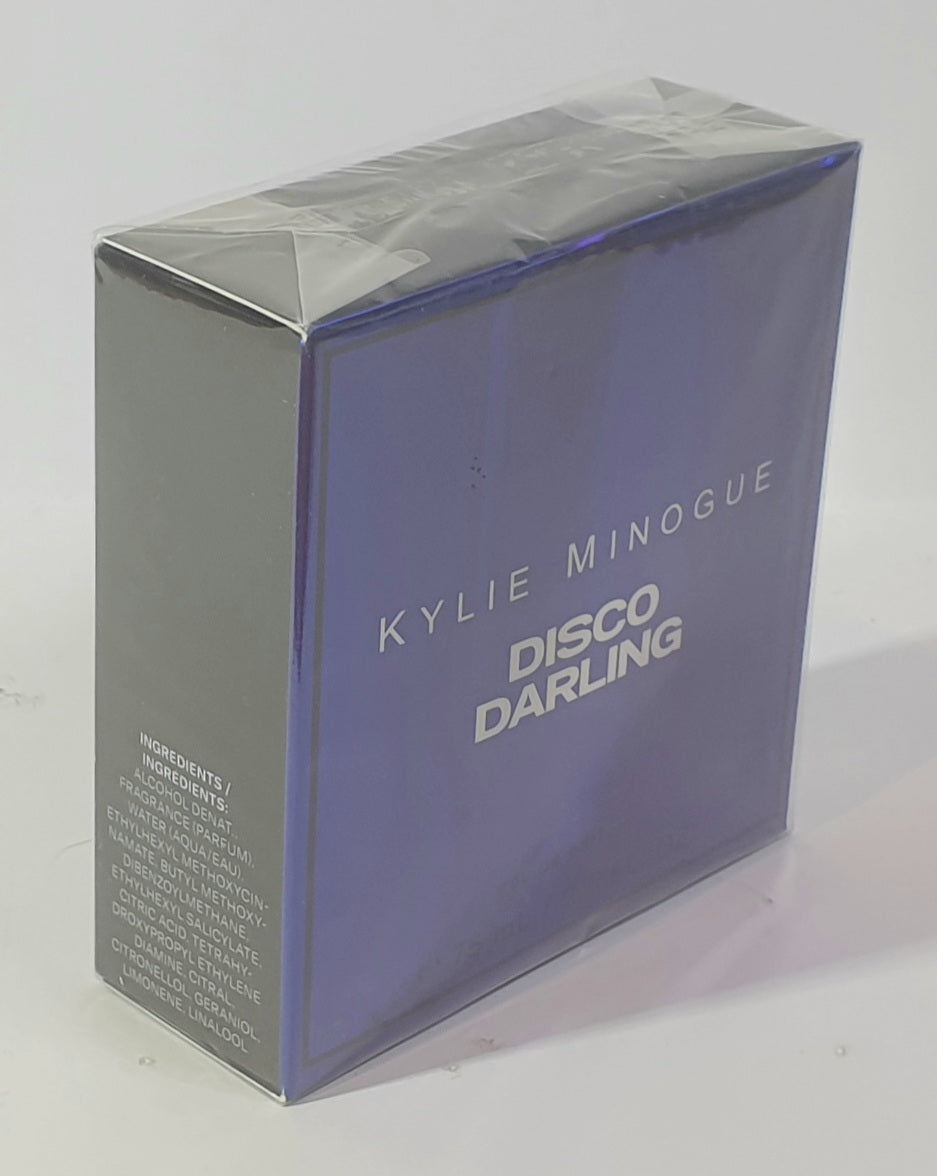 KYLIE MINOGUE
DISCO
DARLING
INGREDIENTS /
INGREDIENTS:
ALCOHOL DENAT.,
FRAGRANCE (PARFUM),
WATER (AQUA/EAU),
ETHYLHEXYL METHOXYCIN-
NAMATE, BUTYL METHOXY-
DIBENZOYLMETHANE,
ETHYLHEXYL SALICYLATE,
CITRIC ACID, TETRAHY-
DROXYPROPYL ETHYLENE
DIAMINE, CITRAL,
CITRONELLOL, GERANIOL,
LIMONENE, LINALOOL